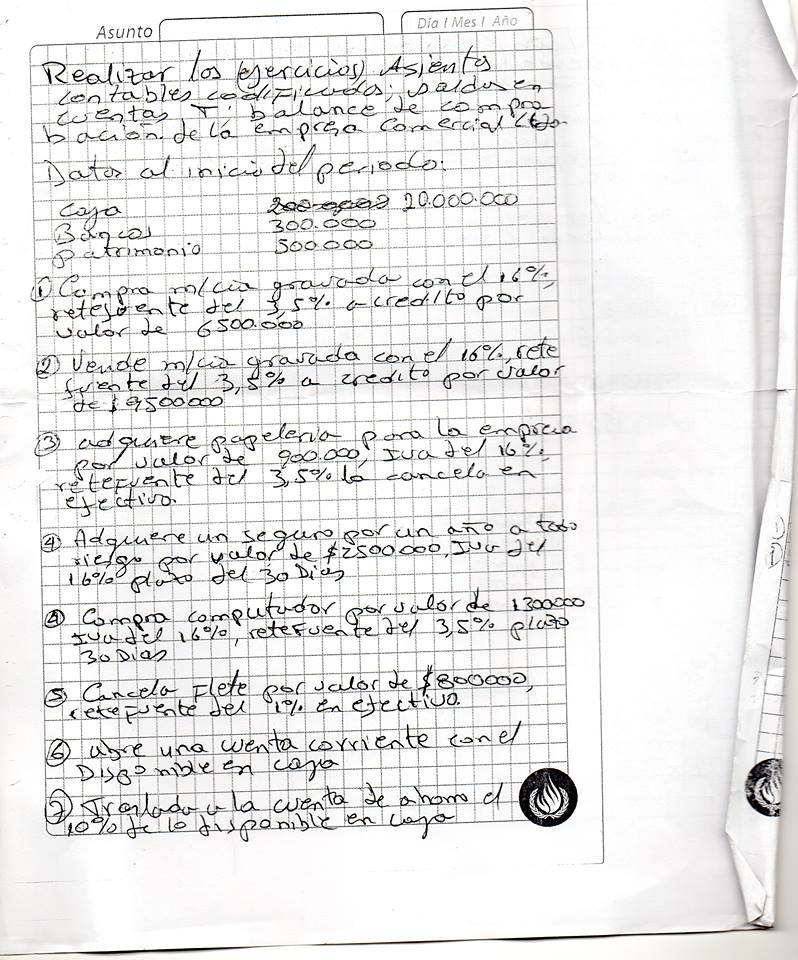 Asunto
Día / Mes / Año
Realizar los ejercicios Asientos
contables codificados; saldos en
cuentas T; balance de compro
bación de la empresa Comercial Ltda.
Datos al inicio del periodo:
Caja 20.000.000
Bancos 300.000
patrimonio 500.000
① Compra m/cia gravada con el 16%,
retefuente del 3,5% a credito por
valor de 6500.000
② Vende m/cia gravada con el 16%, rete
fuente del 3,5% a credito por valor
de $9500000
③ adquiere papeleria para la empresa
por valor de 900.000, Iva del 16%,
retefuente del 3,5% la cancela en
efectivo.
④ Adquiere un seguro por un año a todo
riesgo por valor de $2500000, Iva del
16% plazo del 30 Dias
④ Compra computador por valor de 1300000
Iva del 16%, retefuente del 3,5% plazo
30 Dias
⑤ Cancela Flete por valor de $800000,
retefuente del 1% en efectivo.
⑥ abre una cuenta corriente con el
Disponible en caja
⑦ Traslada a la cuenta de ahorro el
10% de lo disponible en caja